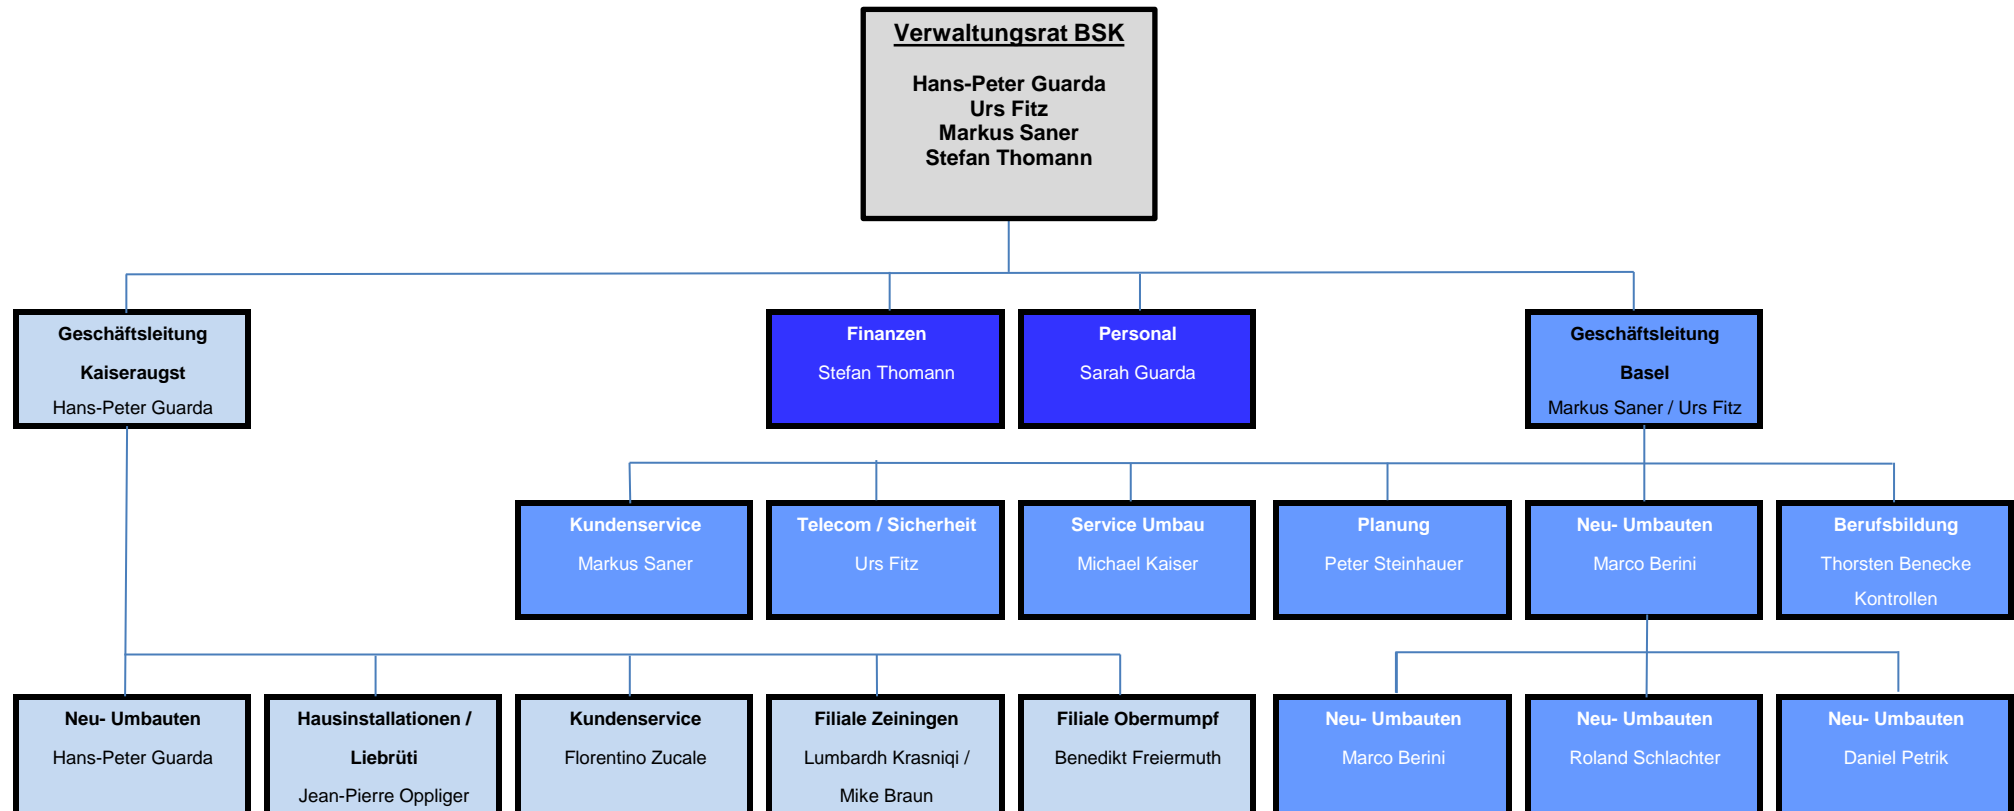 Verwaltungsrat BSK
Hans-Peter Guarda
Urs Fitz
Markus Saner
Stefan Thomann
Geschäftsleitung
Kaiseraugst
Hans-Peter Guarda
Finanzen
Stefan Thomann
Personal
Sarah Guarda
Geschäftsleitung
Basel
Markus Saner / Urs Fitz
Kundenservice
Markus Saner
Telecom / Sicherheit
Urs Fitz
Service Umbau
Michael Kaiser
Planung
Peter Steinhauer
Neu- Umbauten
Marco Berini
Berufsbildung
Thorsten Benecke
Kontrollen
Neu- Umbauten
Hans-Peter Guarda
Hausinstallationen /
Liebrüti
Jean-Pierre Oppliger
Kundenservice
Florentino Zucale
Filiale Zeiningen
Lumbardh Krasniqi /
Mike Braun
Filiale Obermumpf
Benedikt Freiermuth
Neu- Umbauten
Marco Berini
Neu- Umbauten
Roland Schlachter
Neu- Umbauten
Daniel Petrik